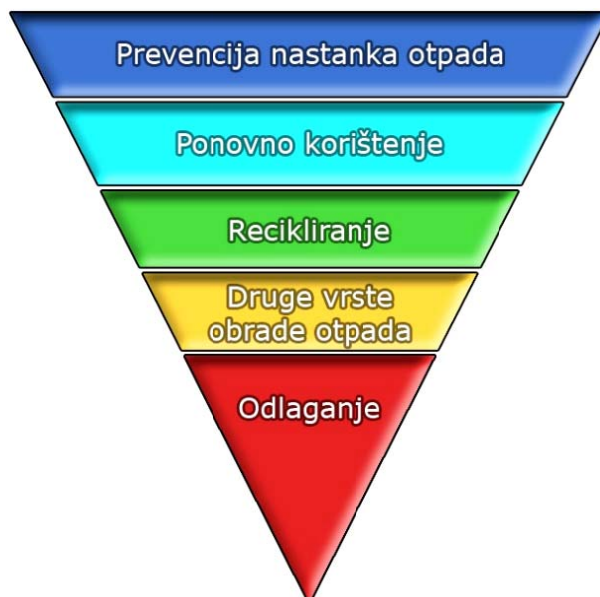 Prevencija nastanka otpada
Ponovno korištenje
Recikliranje
Druge vrste
obrade otpada
Odlaganje